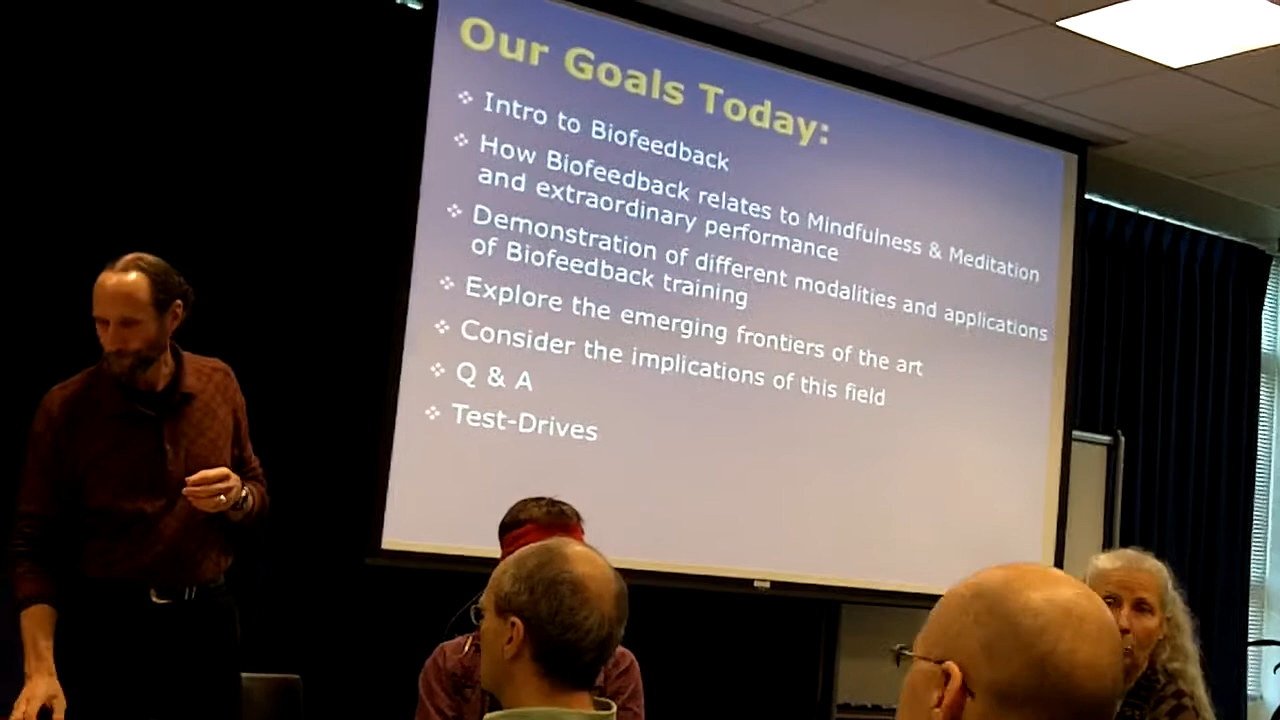 Our Goals Today:
Intro to Biofeedback
How Biofeedback relates to Mindfulness & Meditation
and extraordinary performance
Demonstration of different modalities and applications
of Biofeedback training
Explore the emerging frontiers of the art
Consider the implications of this field
Q & A
Test-Drives